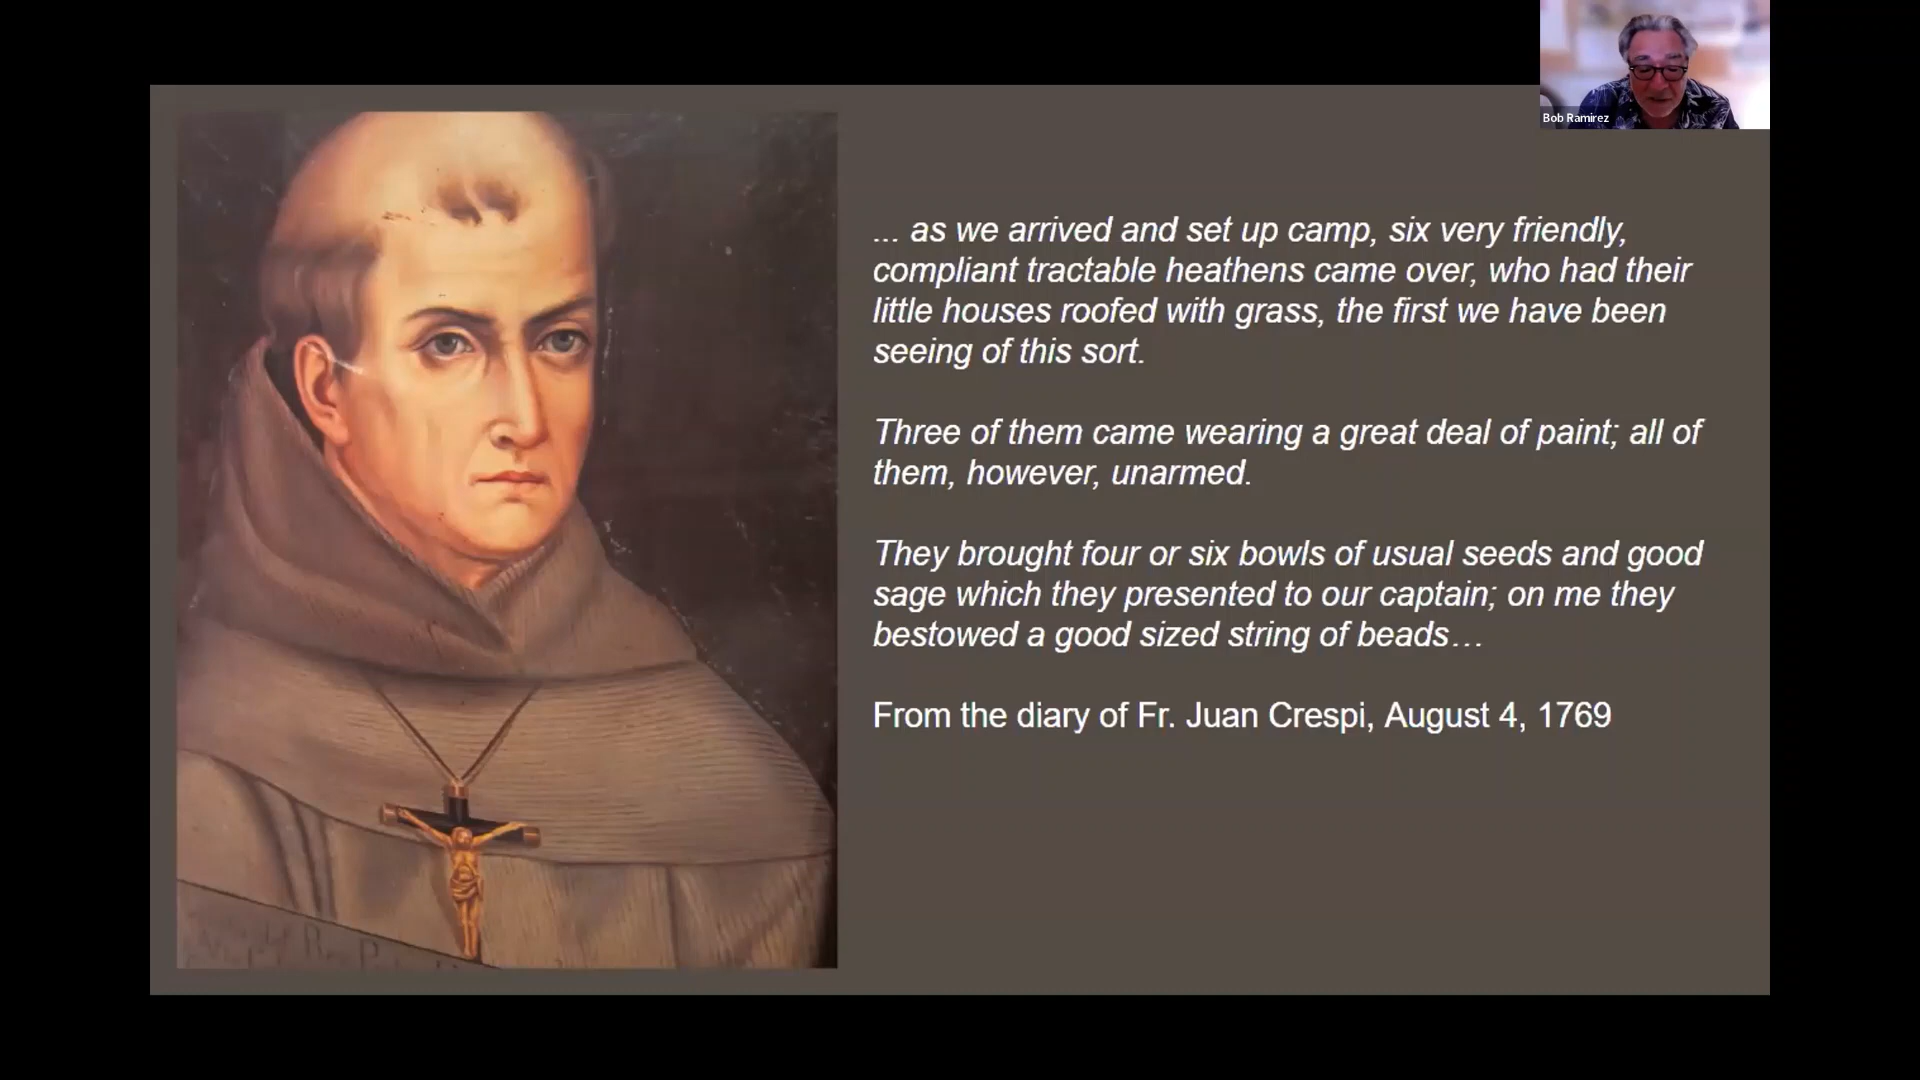 Bob Ramirez
... as we arrived and set up camp, six very friendly,
compliant tractable heathens came over, who had their
little houses roofed with grass, the first we have been
seeing of this sort.
Three of them came wearing a great deal of paint; all of
them, however, unarmed.
They brought four or six bowls of usual seeds and good
sage which they presented to our captain; on me they
bestowed a good sized string of beads…
From the diary of Fr. Juan Crespi, August 4, 1769